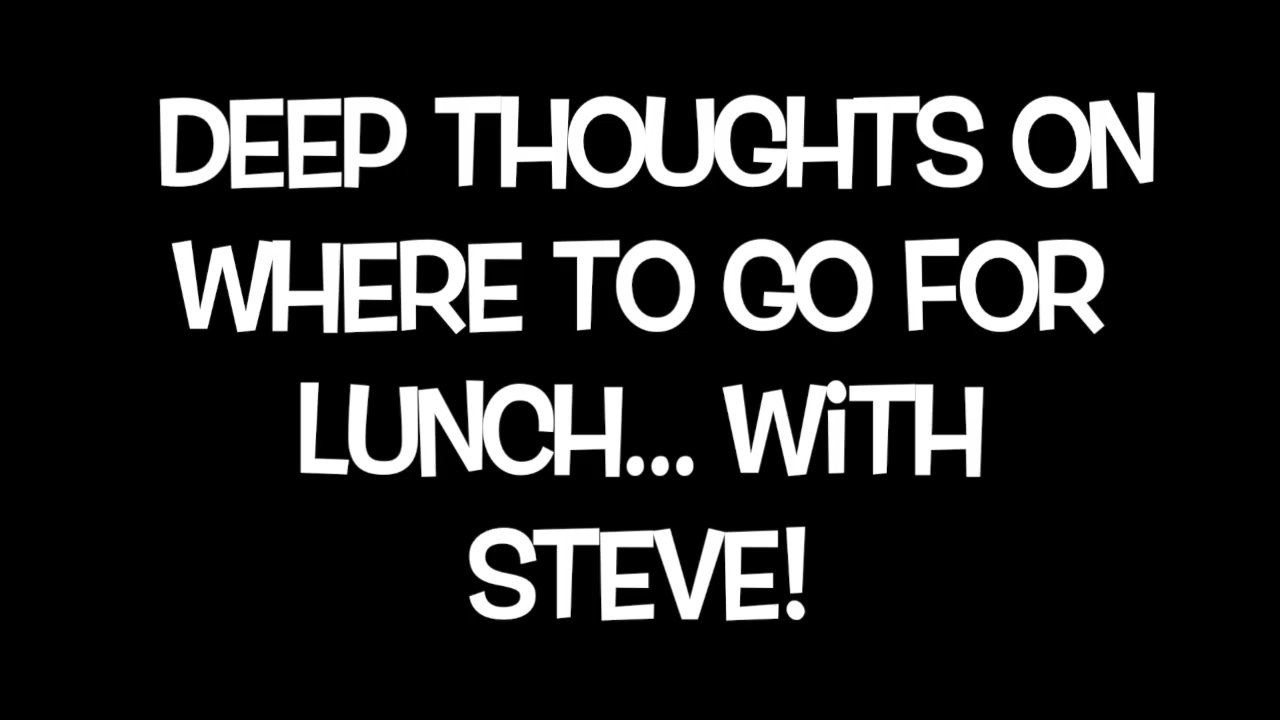 DEEP THOUGHTS ON
WHERE TO GO FOR
LUNCH... WiTH
STEVE!